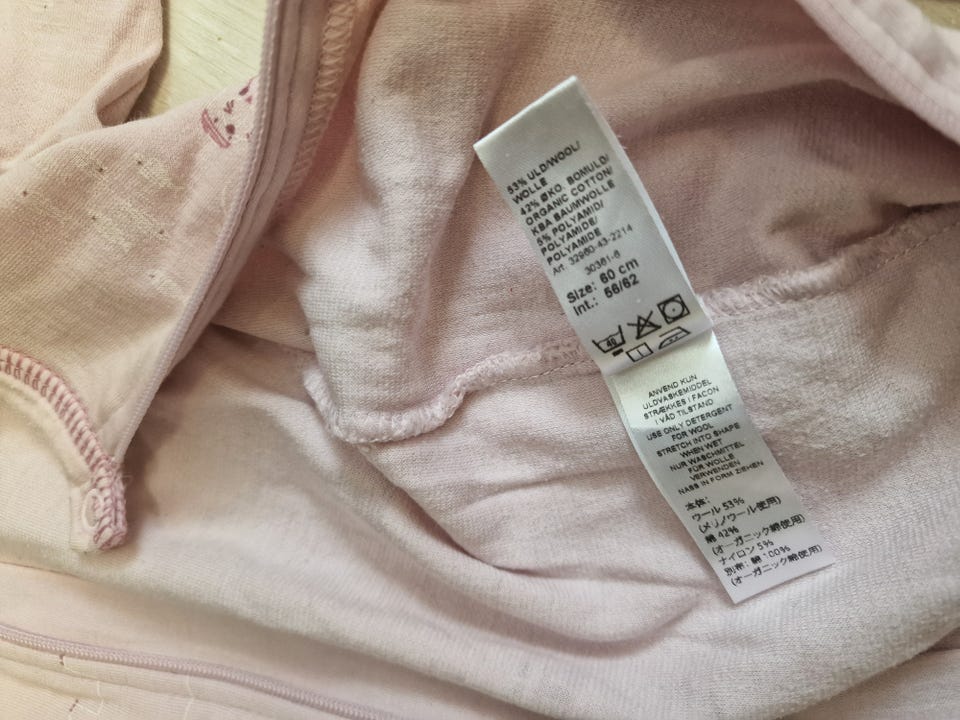 53% ULD/WOOL/
WOLLE
42% ØKO. BOMULD/
ORGANIC COTTON/
KBA BAUMWOLLE
5% POLYAMID/
POLYAMIDE/
POLYAMIDE
Art. 32960-43-2214
30361-6
Size: 60 cm
Int.: 56/62
40
ANVEND KUN
ULDVASKEMIDDEL
STRÆKKES I FACON
I VÅD TILSTAND
USE ONLY DETERGENT
FOR WOOL
STRETCH INTO SHAPE
WHEN WET
NUR WASCHMITTEL
FÜR WOLLE
VERWENDEN
NASS IN FORM ZIEHEN
本体:
ウール 53%
(メリノウール使用)
綿 42%
(オーガニック綿使用)
ナイロン 5%
別布: 綿 100%
(オーガニック綿使用)